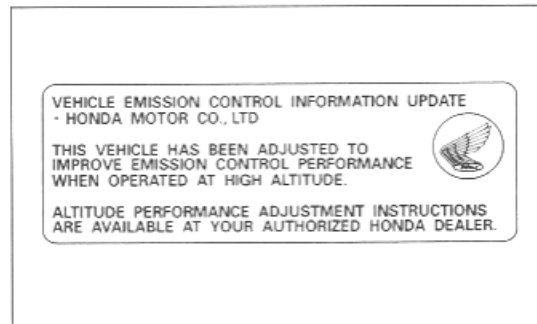 VEHICLE EMISSION CONTROL INFORMATION UPDATE
- HONDA MOTOR CO., LTD
THIS VEHICLE HAS BEEN ADJUSTED TO
IMPROVE EMISSION CONTROL PERFORMANCE
WHEN OPERATED AT HIGH ALTITUDE.
ALTITUDE PERFORMANCE ADJUSTMENT INSTRUCTIONS
ARE AVAILABLE AT YOUR AUTHORIZED HONDA DEALER.